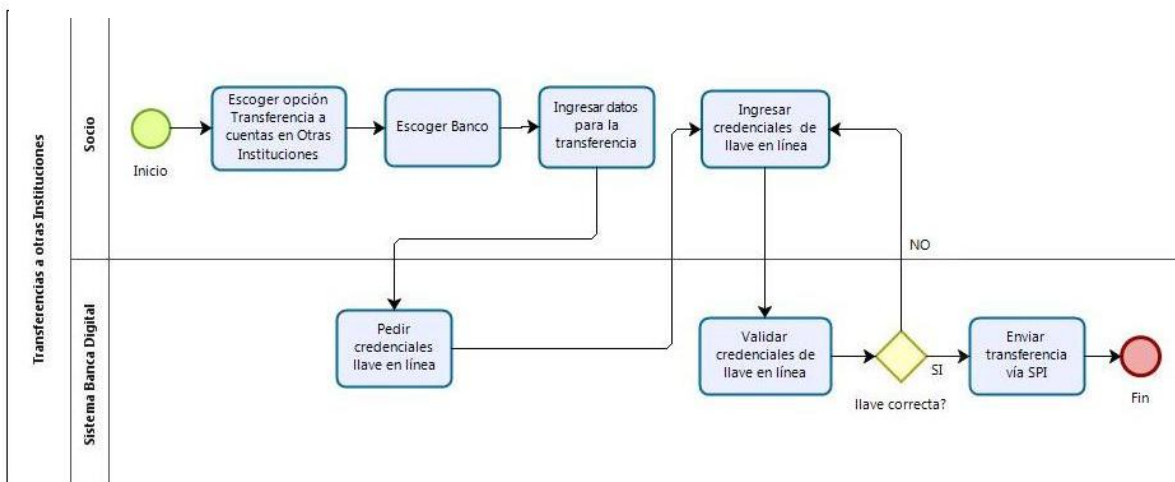 Transferencias a otras Instituciones
Socio
Inicio
Escoger opción
Transferencia a
cuentas en Otras
Instituciones
Escoger Banco
Ingresar datos
para la
transferencia
Ingresar
credenciales de
llave en línea
NO
Sistema Banca Digital
Pedir
credenciales
llave en línea
Validar
credenciales de
llave en línea
llave correcta?
SI
Enviar
transferencia
vía SPI
Fin